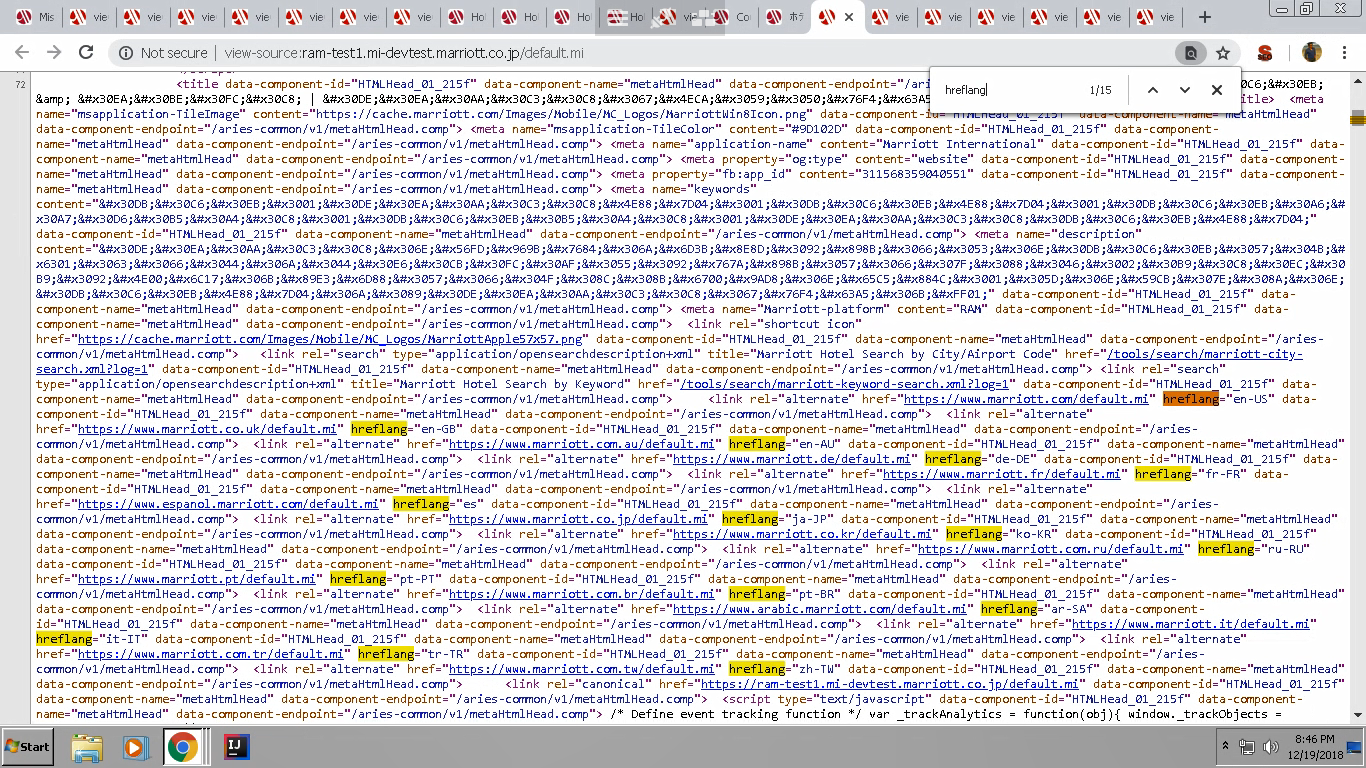 Mis vie vie vie vie vie vie vie Ho Ho Ho Ho vie Co ホラ vie vie vie vie vie vie
Not secure | view-source:ram-test1.mi-devtest.marriott.co.jp/default.mi
hreflang 1/15
72 <title data-component-id="HTMLHead_01_215f" data-component-name="metaHtmlHead" data-component-endpoint="/ari
&amp; &#x30EA;&#x30BE;&#x30FC;&#x30C8; | &#x30DE;&#x30EA;&#x30AA;&#x30C3;&#x30C8;&#x3067;&#x4ECA;&#x3059;&#x3050;&#x76F4;&#x63A5 title> <meta
name="msapplication-TileImage" content="https://cache.marriott.com/Images/Mobile/MC_Logos/MarriottWin8Icon.png" data-component-id="HTMLHead_01_215f" data-component-name="metaHtmlHead"
data-component-endpoint="/aries-common/v1/metaHtmlHead.comp"> <meta name="msapplication-TileColor" content="#9D102D" data-component-id="HTMLHead_01_215f" data-component-
name="metaHtmlHead" data-component-endpoint="/aries-common/v1/metaHtmlHead.comp"> <meta name="application-name" content="Marriott International" data-component-id="HTMLHead_01_215f" data-
component-name="metaHtmlHead" data-component-endpoint="/aries-common/v1/metaHtmlHead.comp"> <meta property="og:type" content="website" data-component-id="HTMLHead_01_215f" data-component-
name="metaHtmlHead" data-component-endpoint="/aries-common/v1/metaHtmlHead.comp"> <meta property="fb:app_id" content="311568359040551" data-component-id="HTMLHead_01_215f" data-component-
name="metaHtmlHead" data-component-endpoint="/aries-common/v1/metaHtmlHead.comp"> <meta name="keywords"
content="&#x30DB;&#x30C6;&#x30EB;&#x3001;&#x30DE;&#x30EA;&#x30AA;&#x30C3;&#x30C8;&#x4E88;&#x7D04;&#x3001;&#x30DB;&#x30C6;&#x30EB;&#x4E88;&#x7D04;&#x3001;&#x30DB;&#x30C6;&#x30EB;&#x30A6;&#
x30A7;&#x30D6;&#x30B5;&#x30A4;&#x30C8;&#x3001;&#x30DB;&#x30C6;&#x30EB;&#x30B5;&#x30A4;&#x30C8;&#x3001;&#x30DE;&#x30EA;&#x30AA;&#x30C3;&#x30C8;&#x30DB;&#x30C6;&#x30EB;&#x4E88;&#x7D04;"
data-component-id="HTMLHead_01_215f" data-component-name="metaHtmlHead" data-component-endpoint="/aries-common/v1/metaHtmlHead.comp"> <meta name="description"
content="&#x30DE;&#x30EA;&#x30AA;&#x30C3;&#x30C8;&#x306E;&#x56FD;&#x969B;&#x7684;&#x306A;&#x6D3B;&#x8E8D;&#x3092;&#x898B;&#x3066;&#x3053;&#x306E;&#x30DB;&#x30C6;&#x30EB;&#x3057;&#x304B;&#
x6301;&#x3063;&#x3066;&#x3044;&#x306A;&#x3044;&#x30E6;&#x30CB;&#x30FC;&#x30AF;&#x3055;&#x3092;&#x767A;&#x898B;&#x3057;&#x3066;&#x307F;&#x3088;&#x3046;&#x3002;&#x30B9;&#x30C8;&#x30EC;&#x30
B9;&#x3092;&#x4E00;&#x6C17;&#x306B;&#x89E3;&#x6D88;&#x3057;&#x3066;&#x304F;&#x308C;&#x308B;&#x6700;&#x9AD8;&#x306E;&#x65C5;&#x884C;&#x3001;&#x305D;&#x306E;&#x59CB;&#x307E;&#x308A;&#x306E;
&#x30DB;&#x30C6;&#x30EB;&#x4E88;&#x7D04;&#x306A;&#x3089;&#x30DE;&#x30EA;&#x30AA;&#x30C3;&#x30C8;&#x3067;&#x76F4;&#x63A5;&#x306B;&#xFF01;" data-component-id="HTMLHead_01_215f" data-
component-name="metaHtmlHead" data-component-endpoint="/aries-common/v1/metaHtmlHead.comp"> <meta name="Marriott-platform" content="RAM" data-component-id="HTMLHead_01_215f" data-
component-name="metaHtmlHead" data-component-endpoint="/aries-common/v1/metaHtmlHead.comp"> <link rel="shortcut icon"
href="https://cache.marriott.com/Images/Mobile/MC_Logos/MarriottApple57x57.png" data-component-id="HTMLHead_01_215f" data-component-name="metaHtmlHead" data-component-endpoint="/aries-
common/v1/metaHtmlHead.comp"> <link rel="search" type="application/opensearchdescription+xml" title="Marriott Hotel Search by City/Airport Code" href="/tools/search/marriott-city-
search.xml?log=1" data-component-id="HTMLHead_01_215f" data-component-name="metaHtmlHead" data-component-endpoint="/aries-common/v1/metaHtmlHead.comp"> <link rel="search"
type="application/opensearchdescription+xml" title="Marriott Hotel Search by Keyword" href="/tools/search/marriott-keyword-search.xml?log=1" data-component-id="HTMLHead_01_215f" data-
component-name="metaHtmlHead" data-component-endpoint="/aries-common/v1/metaHtmlHead.comp"> <link rel="alternate" href="https://www.marriott.com/default.mi" hreflang="en-US" data-
component-id="HTMLHead_01_215f" data-component-name="metaHtmlHead" data-component-endpoint="/aries-common/v1/metaHtmlHead.comp"> <link rel="alternate"
href="https://www.marriott.co.uk/default.mi" hreflang="en-GB" data-component-id="HTMLHead_01_215f" data-component-name="metaHtmlHead" data-component-endpoint="/aries-
common/v1/metaHtmlHead.comp"> <link rel="alternate" href="https://www.marriott.com.au/default.mi" hreflang="en-AU" data-component-id="HTMLHead_01_215f" data-component-name="metaHtmlHead"
data-component-endpoint="/aries-common/v1/metaHtmlHead.comp"> <link rel="alternate" href="https://www.marriott.de/default.mi" hreflang="de-DE" data-component-id="HTMLHead_01_215f" data-
component-name="metaHtmlHead" data-component-endpoint="/aries-common/v1/metaHtmlHead.comp"> <link rel="alternate" href="https://www.marriott.fr/default.mi" hreflang="fr-FR" data-
component-id="HTMLHead_01_215f" data-component-name="metaHtmlHead" data-component-endpoint="/aries-common/v1/metaHtmlHead.comp"> <link rel="alternate"
href="https://www.espanol.marriott.com/default.mi" hreflang="es" data-component-id="HTMLHead_01_215f" data-component-name="metaHtmlHead" data-component-endpoint="/aries-
common/v1/metaHtmlHead.comp"> <link rel="alternate" href="https://www.marriott.co.jp/default.mi" hreflang="ja-JP" data-component-id="HTMLHead_01_215f" data-component-name="metaHtmlHead"
data-component-endpoint="/aries-common/v1/metaHtmlHead.comp"> <link rel="alternate" href="https://www.marriott.co.kr/default.mi" hreflang="ko-KR" data-component-id="HTMLHead_01_215f"
data-component-name="metaHtmlHead" data-component-endpoint="/aries-common/v1/metaHtmlHead.comp"> <link rel="alternate" href="https://www.marriott.com.ru/default.mi" hreflang="ru-RU" data-
component-id="HTMLHead_01_215f" data-component-name="metaHtmlHead" data-component-endpoint="/aries-common/v1/metaHtmlHead.comp"> <link rel="alternate"
href="https://www.marriott.pt/default.mi" hreflang="pt-PT" data-component-id="HTMLHead_01_215f" data-component-name="metaHtmlHead" data-component-endpoint="/aries-
common/v1/metaHtmlHead.comp"> <link rel="alternate" href="https://www.marriott.com.br/default.mi" hreflang="pt-BR" data-component-id="HTMLHead_01_215f" data-component-name="metaHtmlHead"
data-component-endpoint="/aries-common/v1/metaHtmlHead.comp"> <link rel="alternate" href="https://www.arabic.marriott.com/default.mi" hreflang="ar-SA" data-component-
id="HTMLHead_01_215f" data-component-name="metaHtmlHead" data-component-endpoint="/aries-common/v1/metaHtmlHead.comp"> <link rel="alternate" href="https://www.marriott.it/default.mi"
hreflang="it-IT" data-component-id="HTMLHead_01_215f" data-component-name="metaHtmlHead" data-component-endpoint="/aries-common/v1/metaHtmlHead.comp"> <link rel="alternate"
href="https://www.marriott.com.tr/default.mi" hreflang="tr-TR" data-component-id="HTMLHead_01_215f" data-component-name="metaHtmlHead" data-component-endpoint="/aries-
common/v1/metaHtmlHead.comp"> <link rel="alternate" href="https://www.marriott.com.tw/default.mi" hreflang="zh-TW" data-component-id="HTMLHead_01_215f" data-component-name="metaHtmlHead"
data-component-endpoint="/aries-common/v1/metaHtmlHead.comp"> <link rel="canonical" href="https://ram-test1.mi-devtest.marriott.co.jp/default.mi" data-component-id="HTMLHead_01_215f"
data-component-name="metaHtmlHead" data-component-endpoint="/aries-common/v1/metaHtmlHead.comp"> <script type="text/javascript" data-component-id="HTMLHead_01_215f" data-component-
name="metaHtmlHead" data-component-endpoint="/aries-common/v1/metaHtmlHead.comp"> /* Define event tracking function */ var _trackAnalytics = function(obj){ window._trackObjects =
Start
8:46 PM
12/19/2018